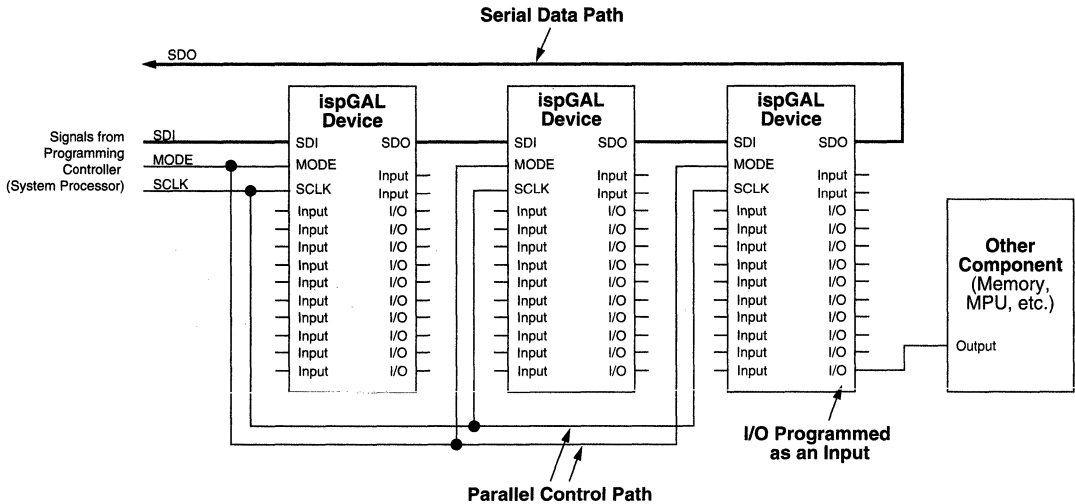 Serial Data Path
SDO
ispGAL
Device
ispGAL
Device
ispGAL
Device
Signals from
Programming
Controller
(System Processor)
SDI
MODE
SCLK
SDI SDO
MODE
Input
SCLK Input
Input I/O
Input I/O
Input I/O
Input I/O
Input I/O
Input I/O
Input I/O
Input I/O
Input I/O
Input I/O
SDI SDO
MODE
Input
SCLK Input
Input I/O
Input I/O
Input I/O
Input I/O
Input I/O
Input I/O
Input I/O
Input I/O
Input I/O
Input I/O
SDI SDO
MODE
Input
SCLK Input
Input I/O
Input I/O
Input I/O
Input I/O
Input I/O
Input I/O
Input I/O
Input I/O
Input I/O
Input I/O
Other
Component
(Memory,
MPU, etc.)
Output
I/O Programmed
as an Input
Parallel Control Path